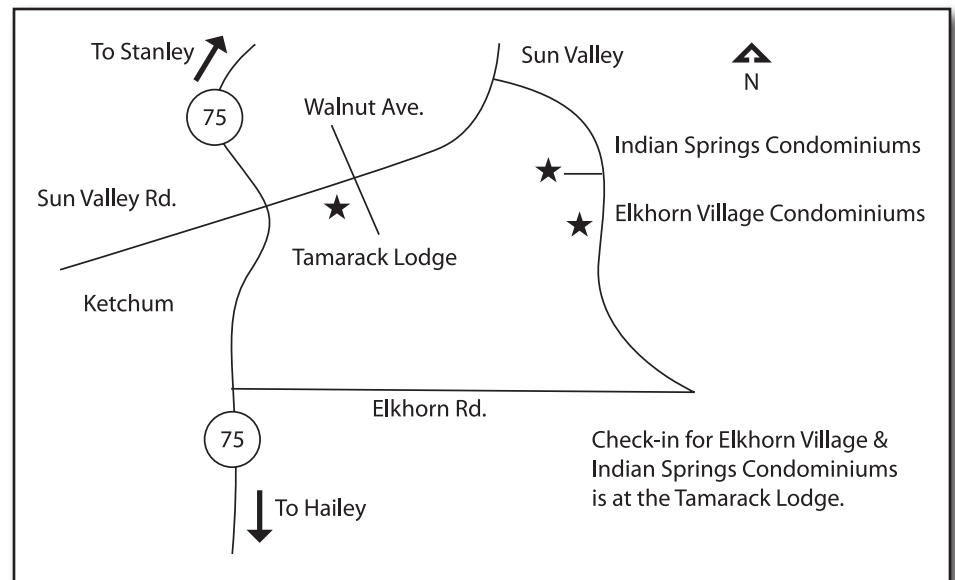 To Stanley
Sun Valley
N
75
Walnut Ave.
Indian Springs Condominiums
Sun Valley Rd.
Elkhorn Village Condominiums
Tamarack Lodge
Ketchum
Elkhorn Rd.
75
Check-in for Elkhorn Village &
Indian Springs Condominiums
is at the Tamarack Lodge.
To Hailey